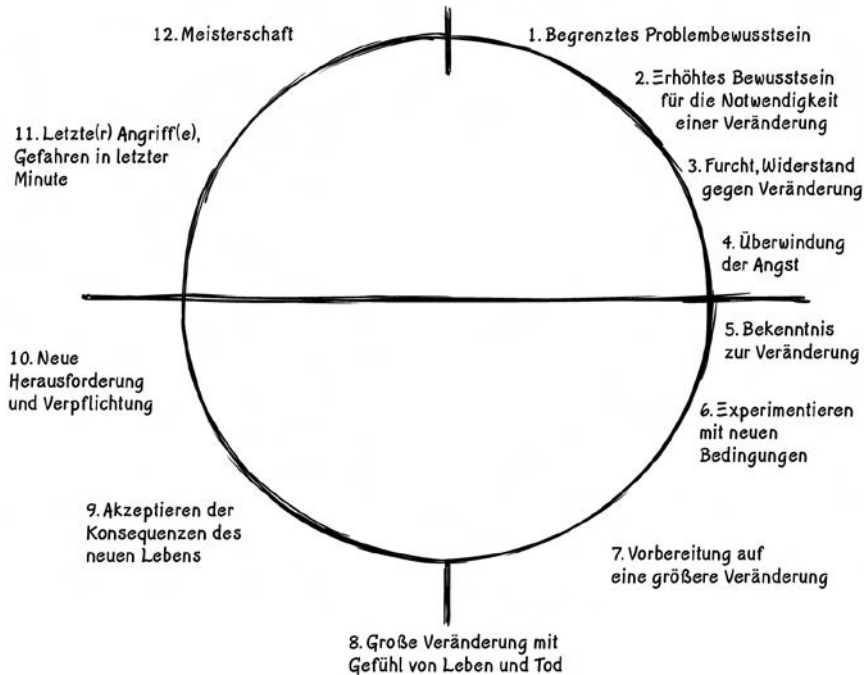 1. Begrenztes Problembewusstsein
2. Erhöhtes Bewusstsein
für die Notwendigkeit
einer Veränderung
3. Furcht, Widerstand
gegen Veränderung
4. Überwindung
der Angst
5. Bekenntnis
zur Veränderung
6. Experimentieren
mit neuen
Bedingungen
7. Vorbereitung auf
eine größere Veränderung
8. Große Veränderung mit
Gefühl von Leben und Tod
9. Akzeptieren der
Konsequenzen des
neuen Lebens
10. Neue
Herausforderung
und Verpflichtung
11. Letzte(r) Angriff(e),
Gefahren in letzter
Minute
12. Meisterschaft